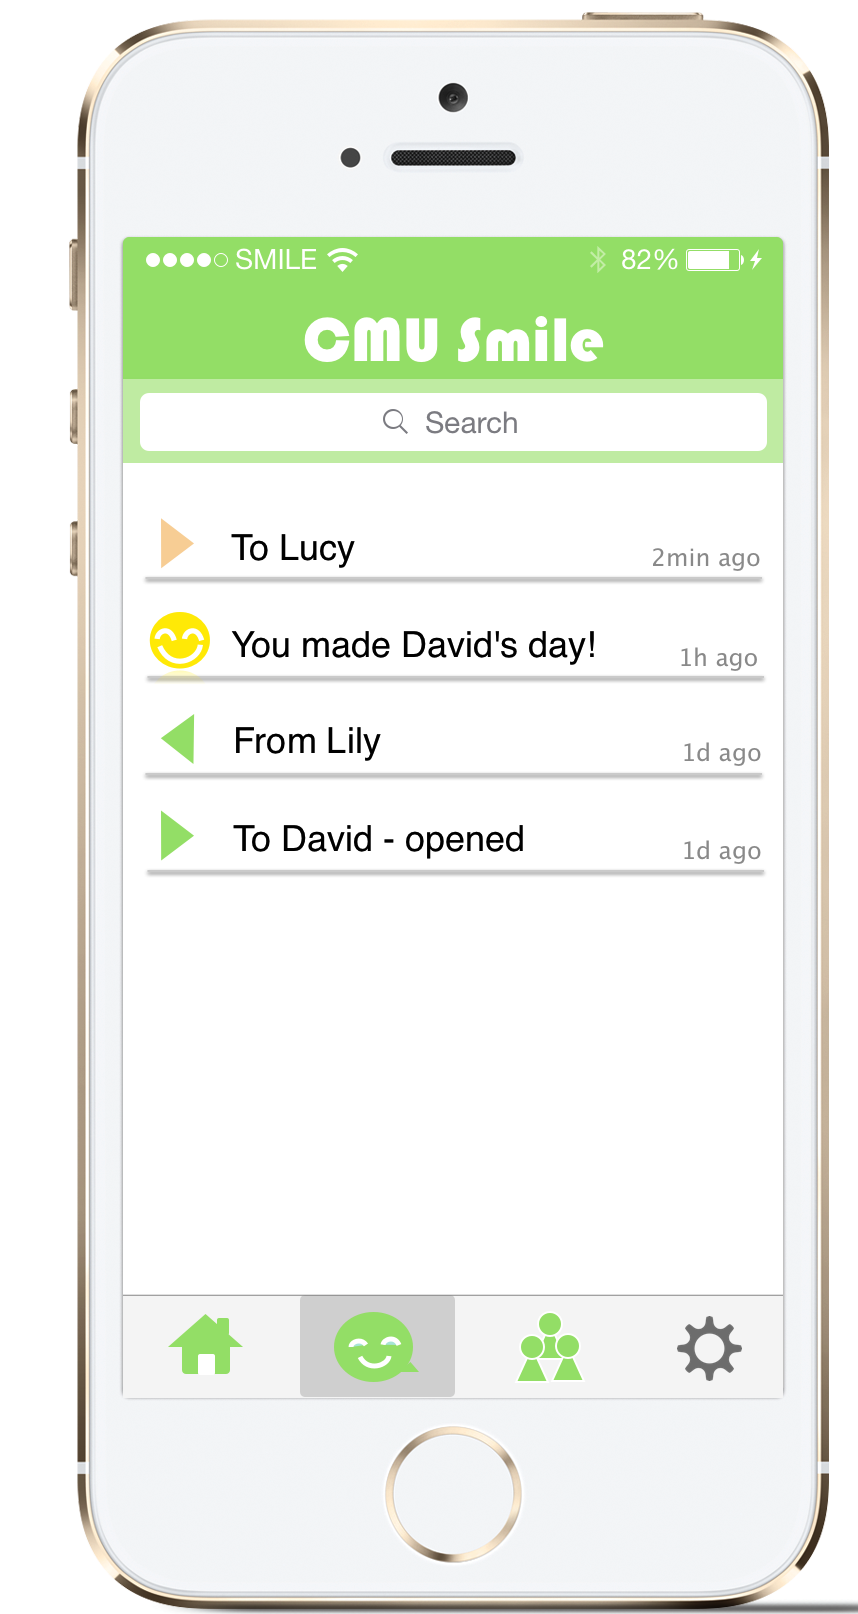 SMILE 82%
CMU Smile
Search
To Lucy 2min ago
You made David's day! 1h ago
From Lily 1d ago
To David - opened 1d ago